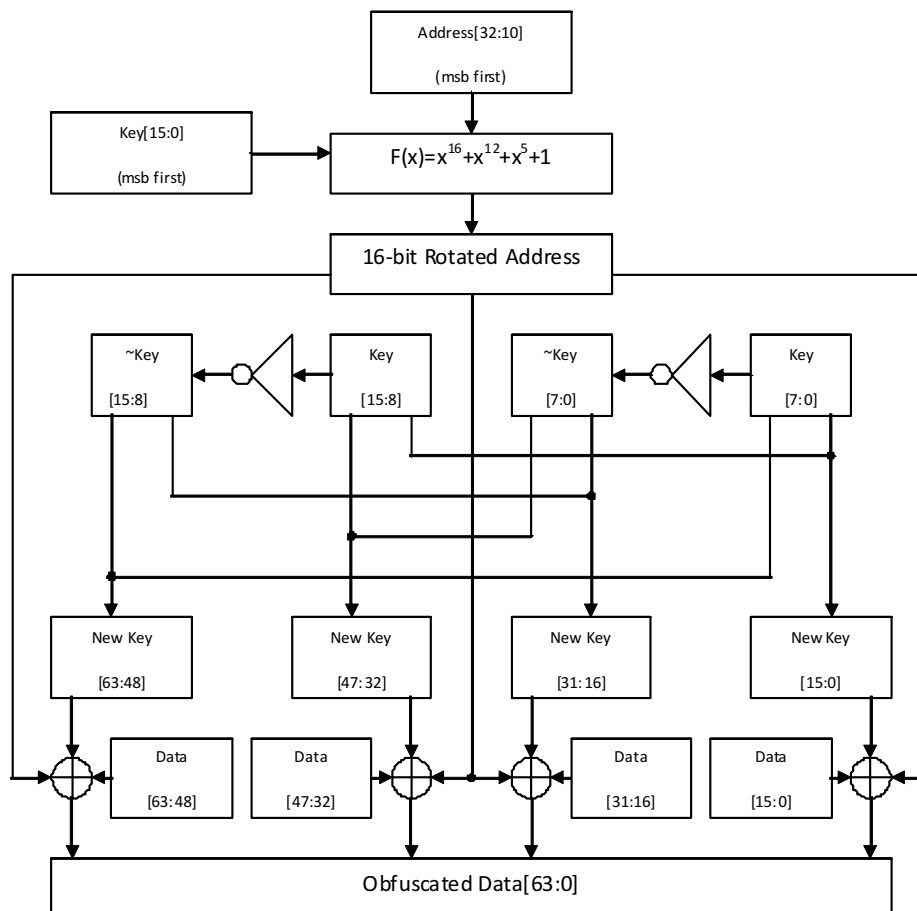 Address[32:10]
(msb first)
Key[15:0]
(msb first)
F(x)=x^16+x^12+x^5+1
16-bit Rotated Address
~Key
[15:8]
Key
[15:8]
~Key
[7:0]
Key
[7:0]
New Key
[63:48]
New Key
[47:32]
New Key
[31:16]
New Key
[15:0]
Data
[63:48]
Data
[47:32]
Data
[31:16]
Data
[15:0]
Obfuscated Data[63:0]